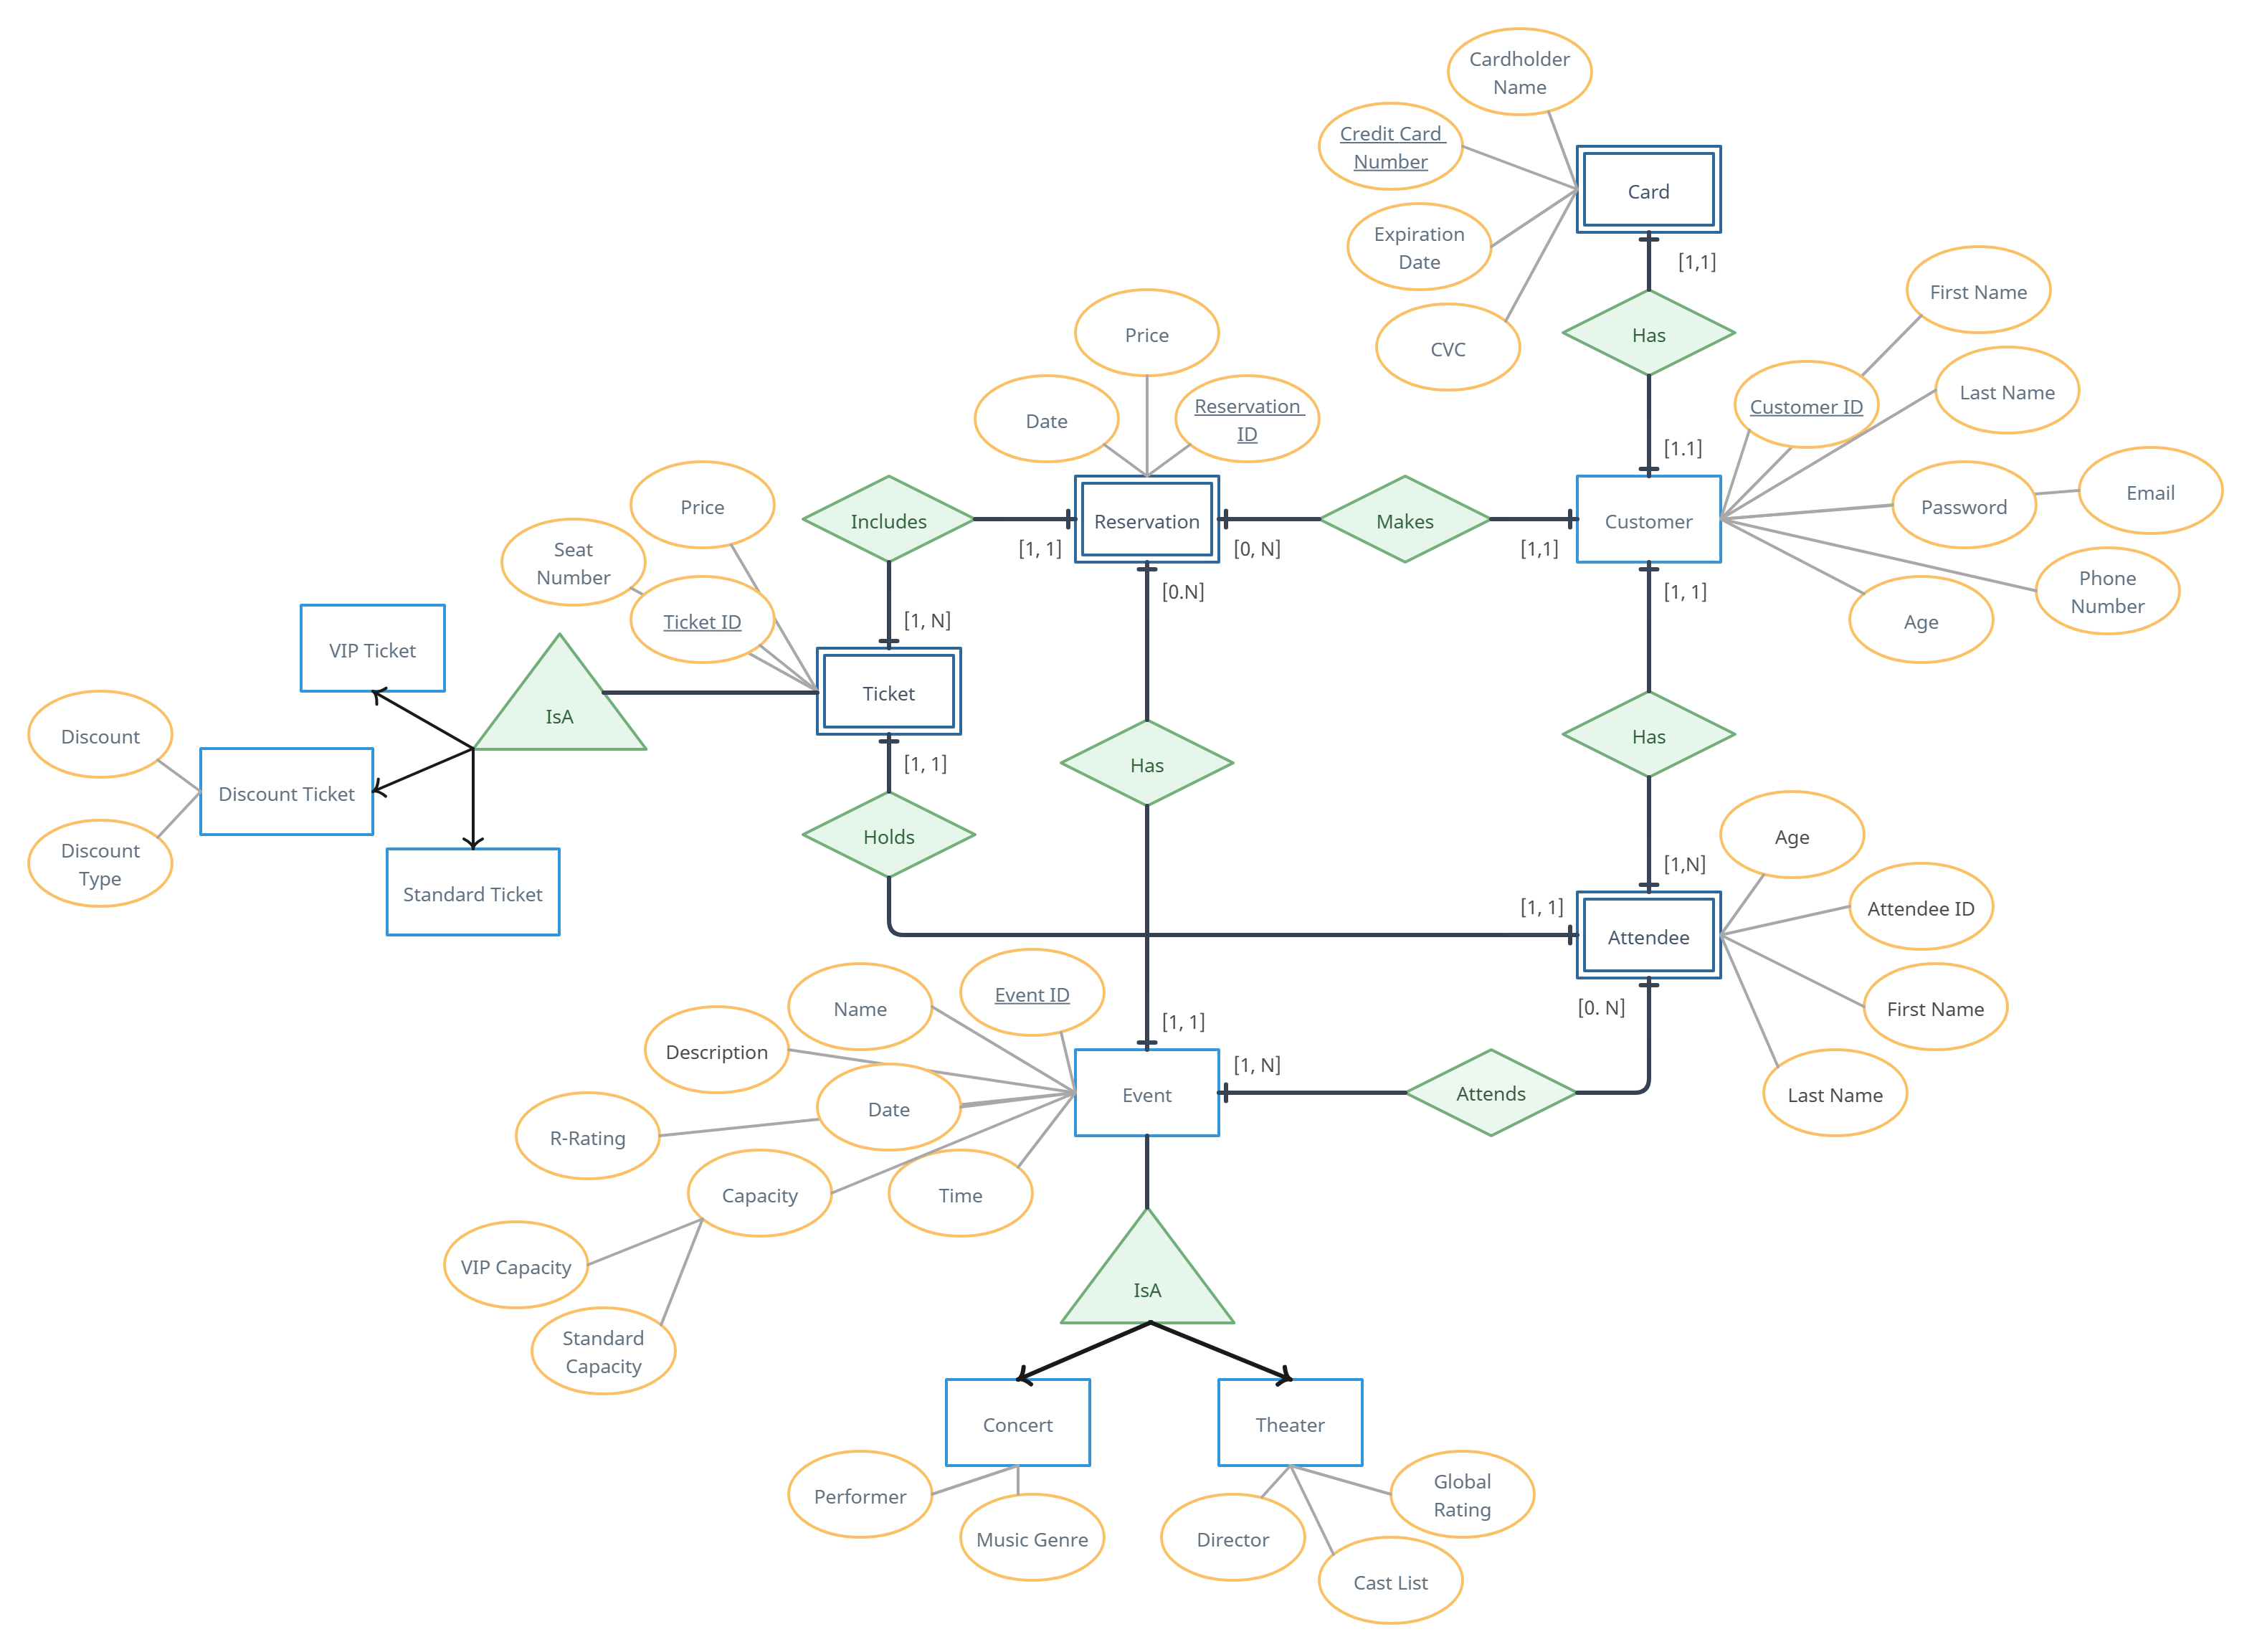 Cardholder
Name
Credit Card
Number
Card
Expiration
Date
[1,1]
First Name
Price
Has
CVC
Last Name
Date
Reservation
ID
Customer ID
[1.1]
Price
Includes
Reservation
Makes
Customer
Password
Email
Seat
Number
[1, 1]
[0, N]
[1,1]
[0.N]
[1, 1]
Phone
Number
Ticket ID
[1, N]
Age
VIP Ticket
Ticket
IsA
Discount
[1, 1]
Has
Has
Discount Ticket
Holds
Age
Discount
Type
Standard Ticket
[1,N]
[1, 1]
Attendee
Attendee ID
Event ID
Name
[0. N]
First Name
Description
[1, 1]
[1, N]
Date
Event
Attends
Last Name
R-Rating
Capacity
Time
VIP Capacity
IsA
Standard
Capacity
Concert
Theater
Performer
Global
Rating
Music Genre
Director
Cast List